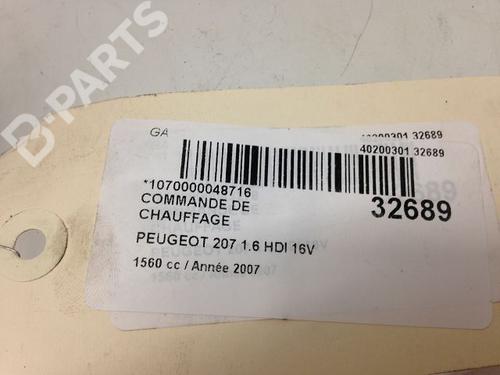 B-PARTS
GA
40200301 32689
40200301 32689
*1070000048716
32689
COMMANDE DE
CHAUFFAGE
PEUGEOT 207 1.6 HDI 16V
1560 cc / Année 2007